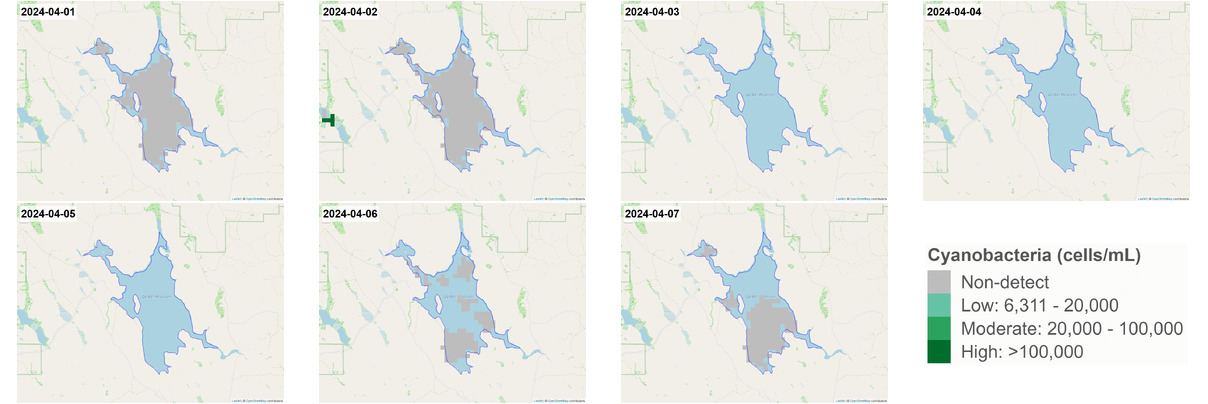 2024-04-01
2024-04-02
2024-04-03
2024-04-04
Leaflet | © OpenStreetMap contributors
Leaflet | © OpenStreetMap contributors
Leaflet | © OpenStreetMap contributors
Leaflet | © OpenStreetMap contributors
2024-04-05
2024-04-06
2024-04-07
Cyanobacteria (cells/mL)
Non-detect
Low: 6,311 - 20,000
Moderate: 20,000 - 100,000
High: >100,000
Leaflet | © OpenStreetMap contributors
Leaflet | © OpenStreetMap contributors
Leaflet | © OpenStreetMap contributors